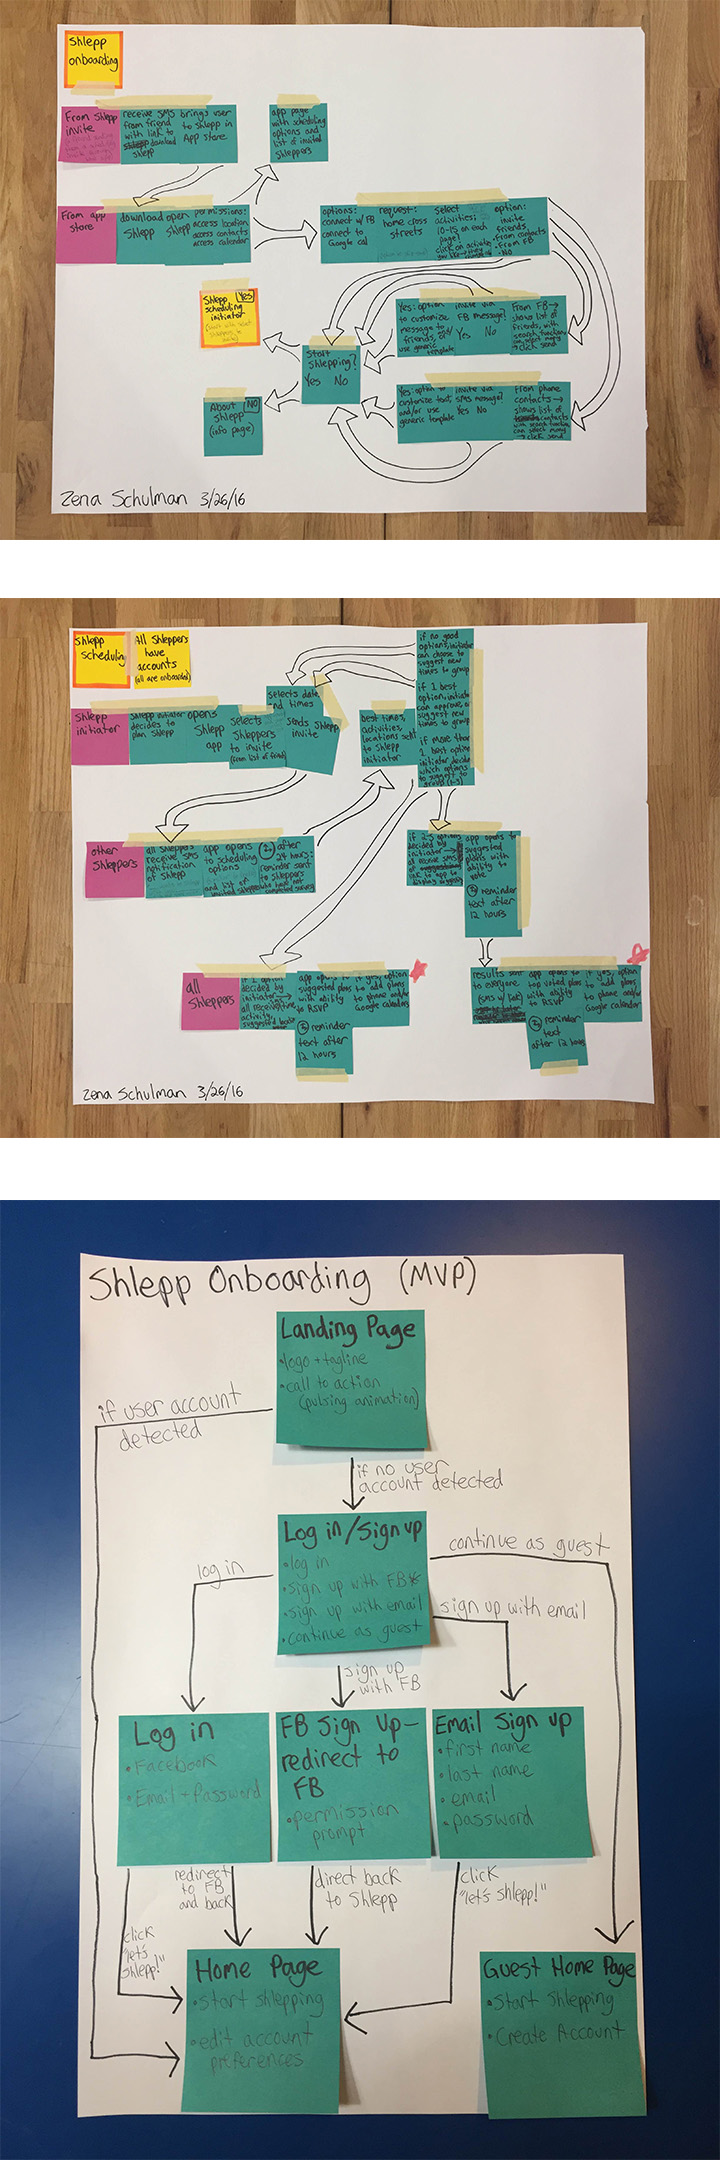 Shlepp
onboarding
From Shlepp
invite
receive SMS
from friend
with link to
download
shlepp
brings user
to shlepp in
App store
app page
with scheduling
options and
list of invited
shleppers
From app
store
download
Shlepp
open
Shlepp
permissions:
access location
access contacts
access calendar
options:
connect w/ FB
connect to
Google cal
request:
home cross
streets
select
activities:
10-15 on each
page!
click on activities
option:
invite
friends
• From contacts
• From FB
• No
Shlepp Yes
scheduling
initiator
Start
Shlepping?
Yes No
About NO
Shlepp
(info page)
Yes: option
to customize
message to
friends, or
use generic
template
invite via
FB message?
Yes No
From FB→
shows list of
friends, with
search function
can select many
→ click send
Yes: option to
customize text,
and/or use
generic template
invite via
SMS message?
Yes No
From phone
contacts→
shows list of
contacts
with search function
can select many
→ click send
Zena Schulman 3/26/16
Shlepp
scheduling
All Shleppers
have
accounts
(all are onboarded)
Shlepp
initiator
Shlepp initiator
decides to
plan Shlepp
opens
Shlepp
app
selects
Shleppers
to invite
(from list of friends)
selects date
and times
sends Shlepp
invite
best times,
activities,
locations sent
to Shlepp
initiator
if no good
options, initiator
can choose to
suggest new
times to group
if 1 best
option, initiator
can approve, or
suggest new
times to group
if more than
1 best option
initiator decides
which options
to suggest to
group (1-5)
other
Shleppers
all Shleppers
receive SMS
notification
of Shlepp
app opens
to scheduling
options
and list of
invited shleppers
2 after
24 hours:
reminder sent
to Shleppers
who have not
completed survey
if 2-5 options
decided by
initiator→
all receive SMS
link to app to
app opens to
suggested
plans with
ability to
vote
2 reminder
text after
12 hours
all
Shleppers
if 1 option
decided by
initiator→
all receive time
activity,
app opens to
suggested plans
with ability
to RSVP
2 reminder
text after
12 hours
if yes, option
to add plans
to phone and/or
Google calendar
results sent
to everyone
(SMS w/ link)
app opens to
top voted plans
with ability to
RSVP
2 reminder
text
after 12 hours
if yes, option
to add plans
to phone and/or
Google calendar
Zena Schulman 3/26/16
Shlepp Onboarding (MVP)
Landing Page
• logo + tagline
• call to action
(pulsing animation)
if user account
detected
if no user
account detected
Log in/Sign up
• log in
• sign up with FB*
• sign up with email
• continue as guest
continue as guest
log in
sign up with email
sign up
with FB
Log in
• Facebook
• Email + Password
FB Sign Up–
redirect to
FB
• permission
prompt
Email Sign up
• first name
• last name
• email
• password
redirect
to FB
and back
direct back
to Shlepp
click
"let's shlepp!"
click
"let's
shlepp!"
Home Page
• start shlepping
• edit account
preferences
Guest Home Page
• Start Shlepping
• Create Account